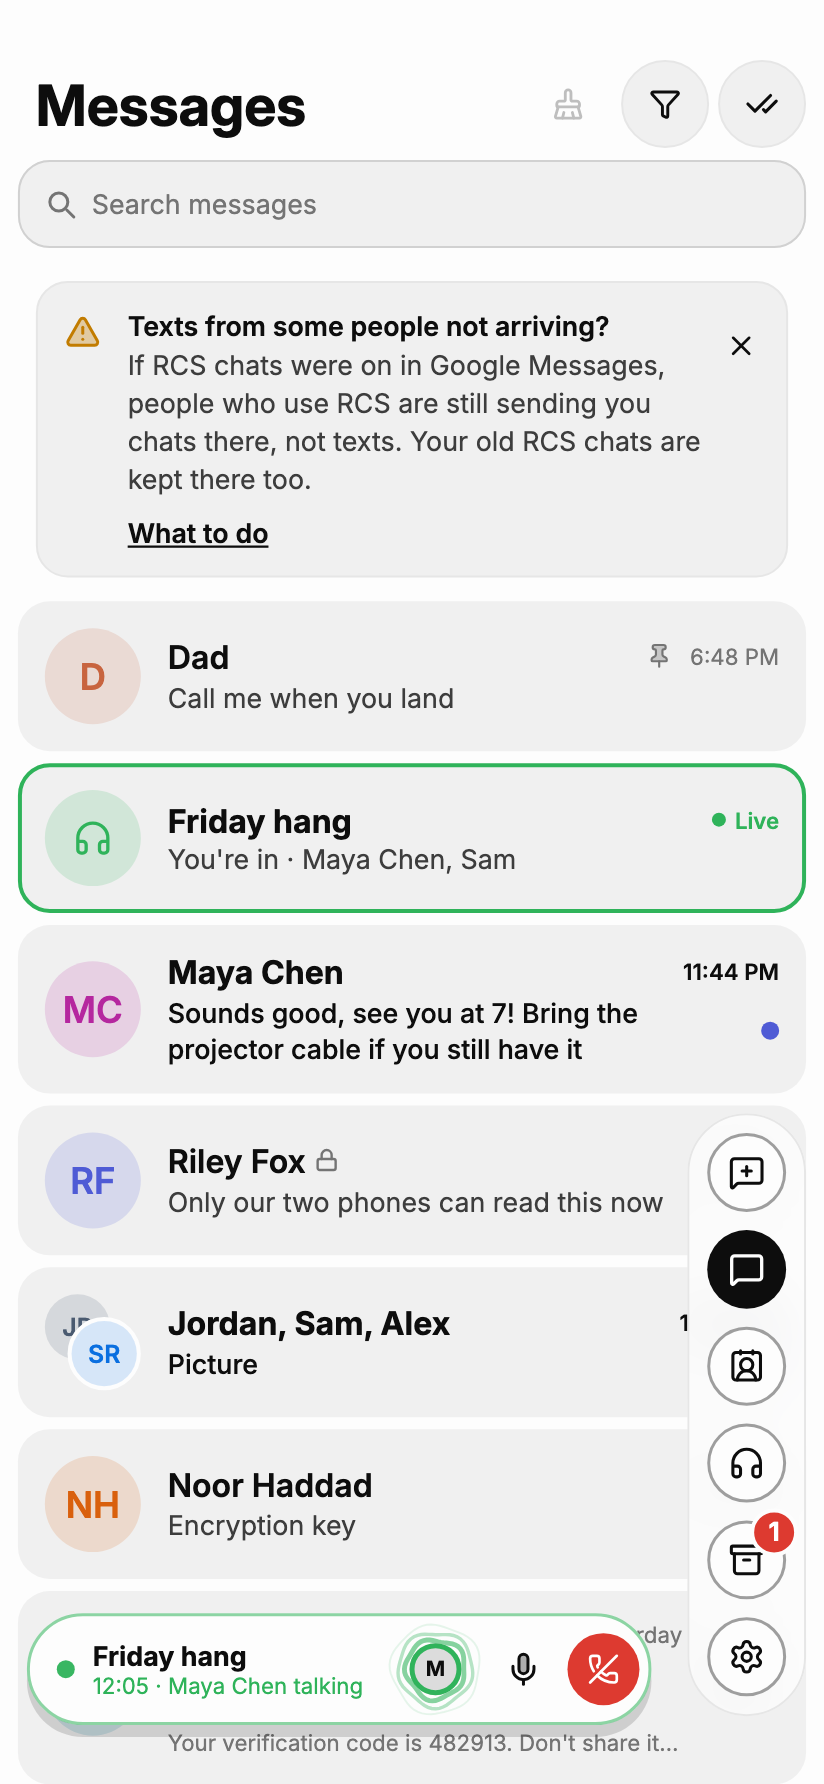 Messages
Search messages
Texts from some people not arriving?
If RCS chats were on in Google Messages,
people who use RCS are still sending you
chats there, not texts. Your old RCS chats are
kept there too.
What to do
D
Dad
6:48 PM
Call me when you land
Friday hang
Live
You're in · Maya Chen, Sam
MC
Maya Chen
11:44 PM
Sounds good, see you at 7! Bring the
projector cable if you still have it
RF
Riley Fox
Only our two phones can read this now
SR
Jordan, Sam, Alex
Picture
NH
Noor Haddad
Encryption key
1
Friday hang
12:05 · Maya Chen talking
M
Your verification code is 482913. Don't share it...